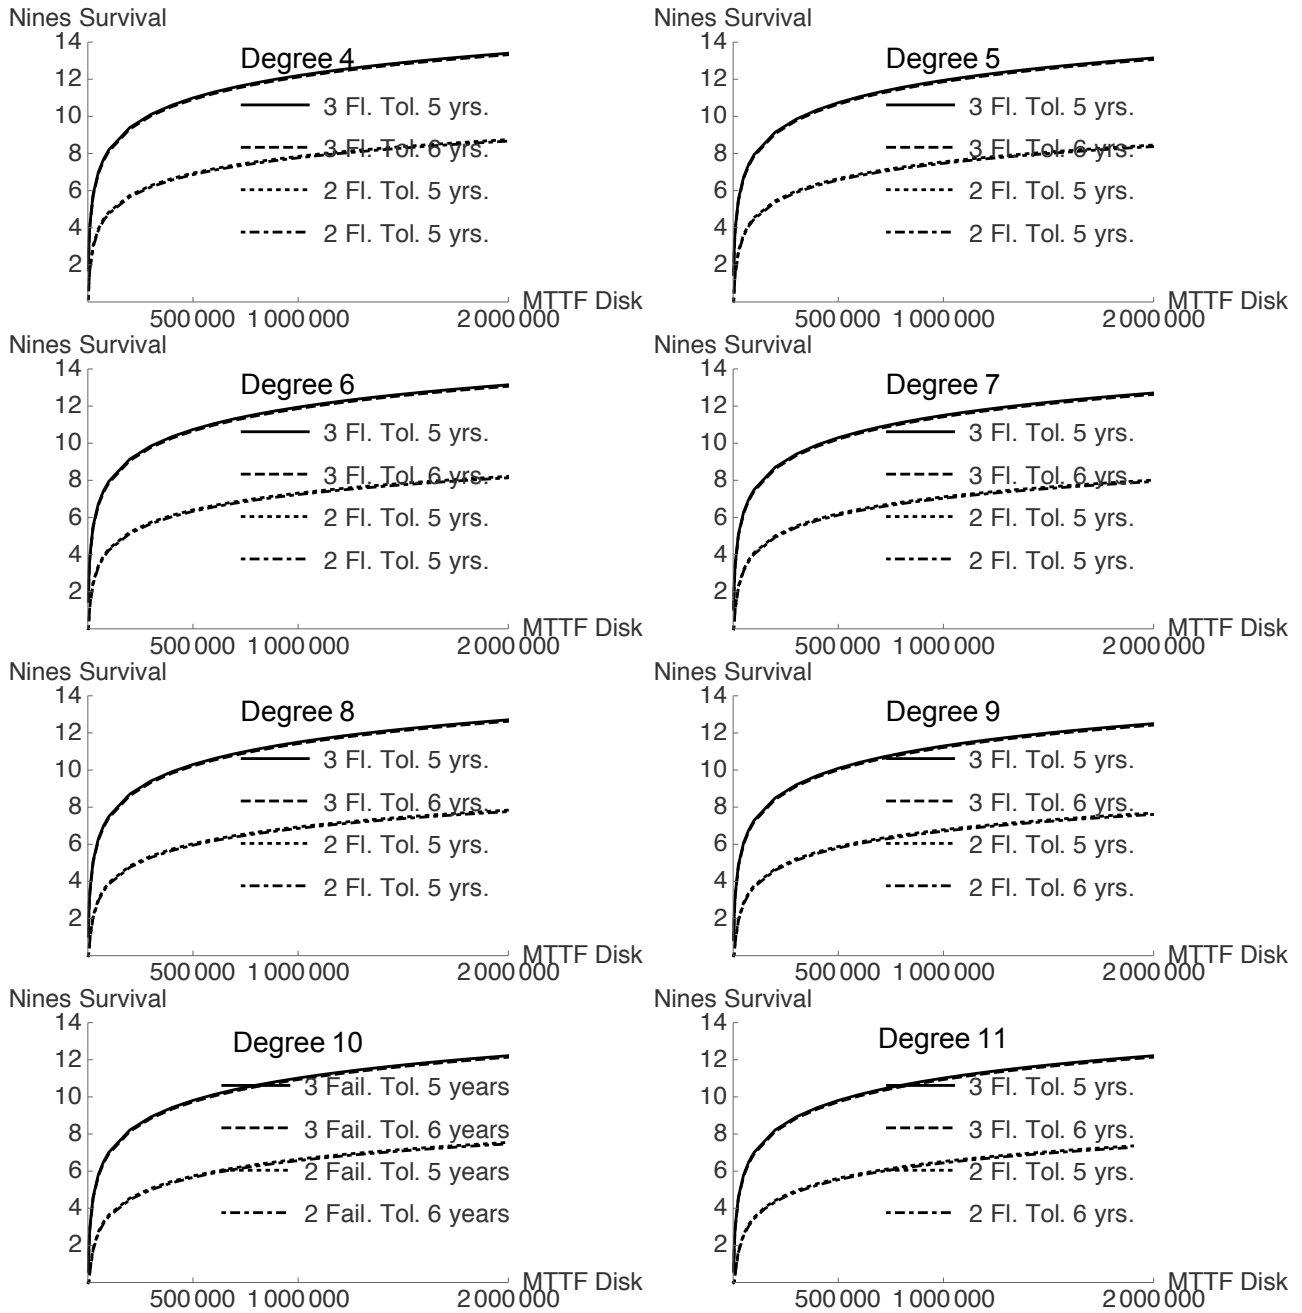 Nines Survival
14
12
10
8
6
4
2
Degree 4
3 Fl. Tol. 5 yrs.
3 Fl. Tol. 6 yrs.
2 Fl. Tol. 5 yrs.
2 Fl. Tol. 5 yrs.
MTTF Disk
500 000 1 000 000 2 000 000
Nines Survival
14
12
10
8
6
4
2
Degree 5
3 Fl. Tol. 5 yrs.
3 Fl. Tol. 6 yrs.
2 Fl. Tol. 5 yrs.
2 Fl. Tol. 5 yrs.
MTTF Disk
500 000 1 000 000 2 000 000
Nines Survival
14
12
10
8
6
4
2
Degree 6
3 Fl. Tol. 5 yrs.
3 Fl. Tol. 6 yrs.
2 Fl. Tol. 5 yrs.
2 Fl. Tol. 5 yrs.
MTTF Disk
500 000 1 000 000 2 000 000
Nines Survival
14
12
10
8
6
4
2
Degree 7
3 Fl. Tol. 5 yrs.
3 Fl. Tol. 6 yrs.
2 Fl. Tol. 5 yrs.
2 Fl. Tol. 5 yrs.
MTTF Disk
500 000 1 000 000 2 000 000
Nines Survival
14
12
10
8
6
4
2
Degree 8
3 Fl. Tol. 5 yrs.
3 Fl. Tol. 6 yrs.
2 Fl. Tol. 5 yrs.
2 Fl. Tol. 5 yrs.
MTTF Disk
500 000 1 000 000 2 000 000
Nines Survival
14
12
10
8
6
4
2
Degree 9
3 Fl. Tol. 5 yrs.
3 Fl. Tol. 6 yrs.
2 Fl. Tol. 5 yrs.
2 Fl. Tol. 6 yrs.
MTTF Disk
500 000 1 000 000 2 000 000
Nines Survival
14
12
10
8
6
4
2
Degree 10
3 Fail. Tol. 5 years
3 Fail. Tol. 6 years
2 Fail. Tol. 5 years
2 Fail. Tol. 6 years
MTTF Disk
500 000 1 000 000 2 000 000
Nines Survival
14
12
10
8
6
4
2
Degree 11
3 Fl. Tol. 5 yrs.
3 Fl. Tol. 6 yrs.
2 Fl. Tol. 5 yrs.
2 Fl. Tol. 6 yrs.
MTTF Disk
500 000 1 000 000 2 000 000